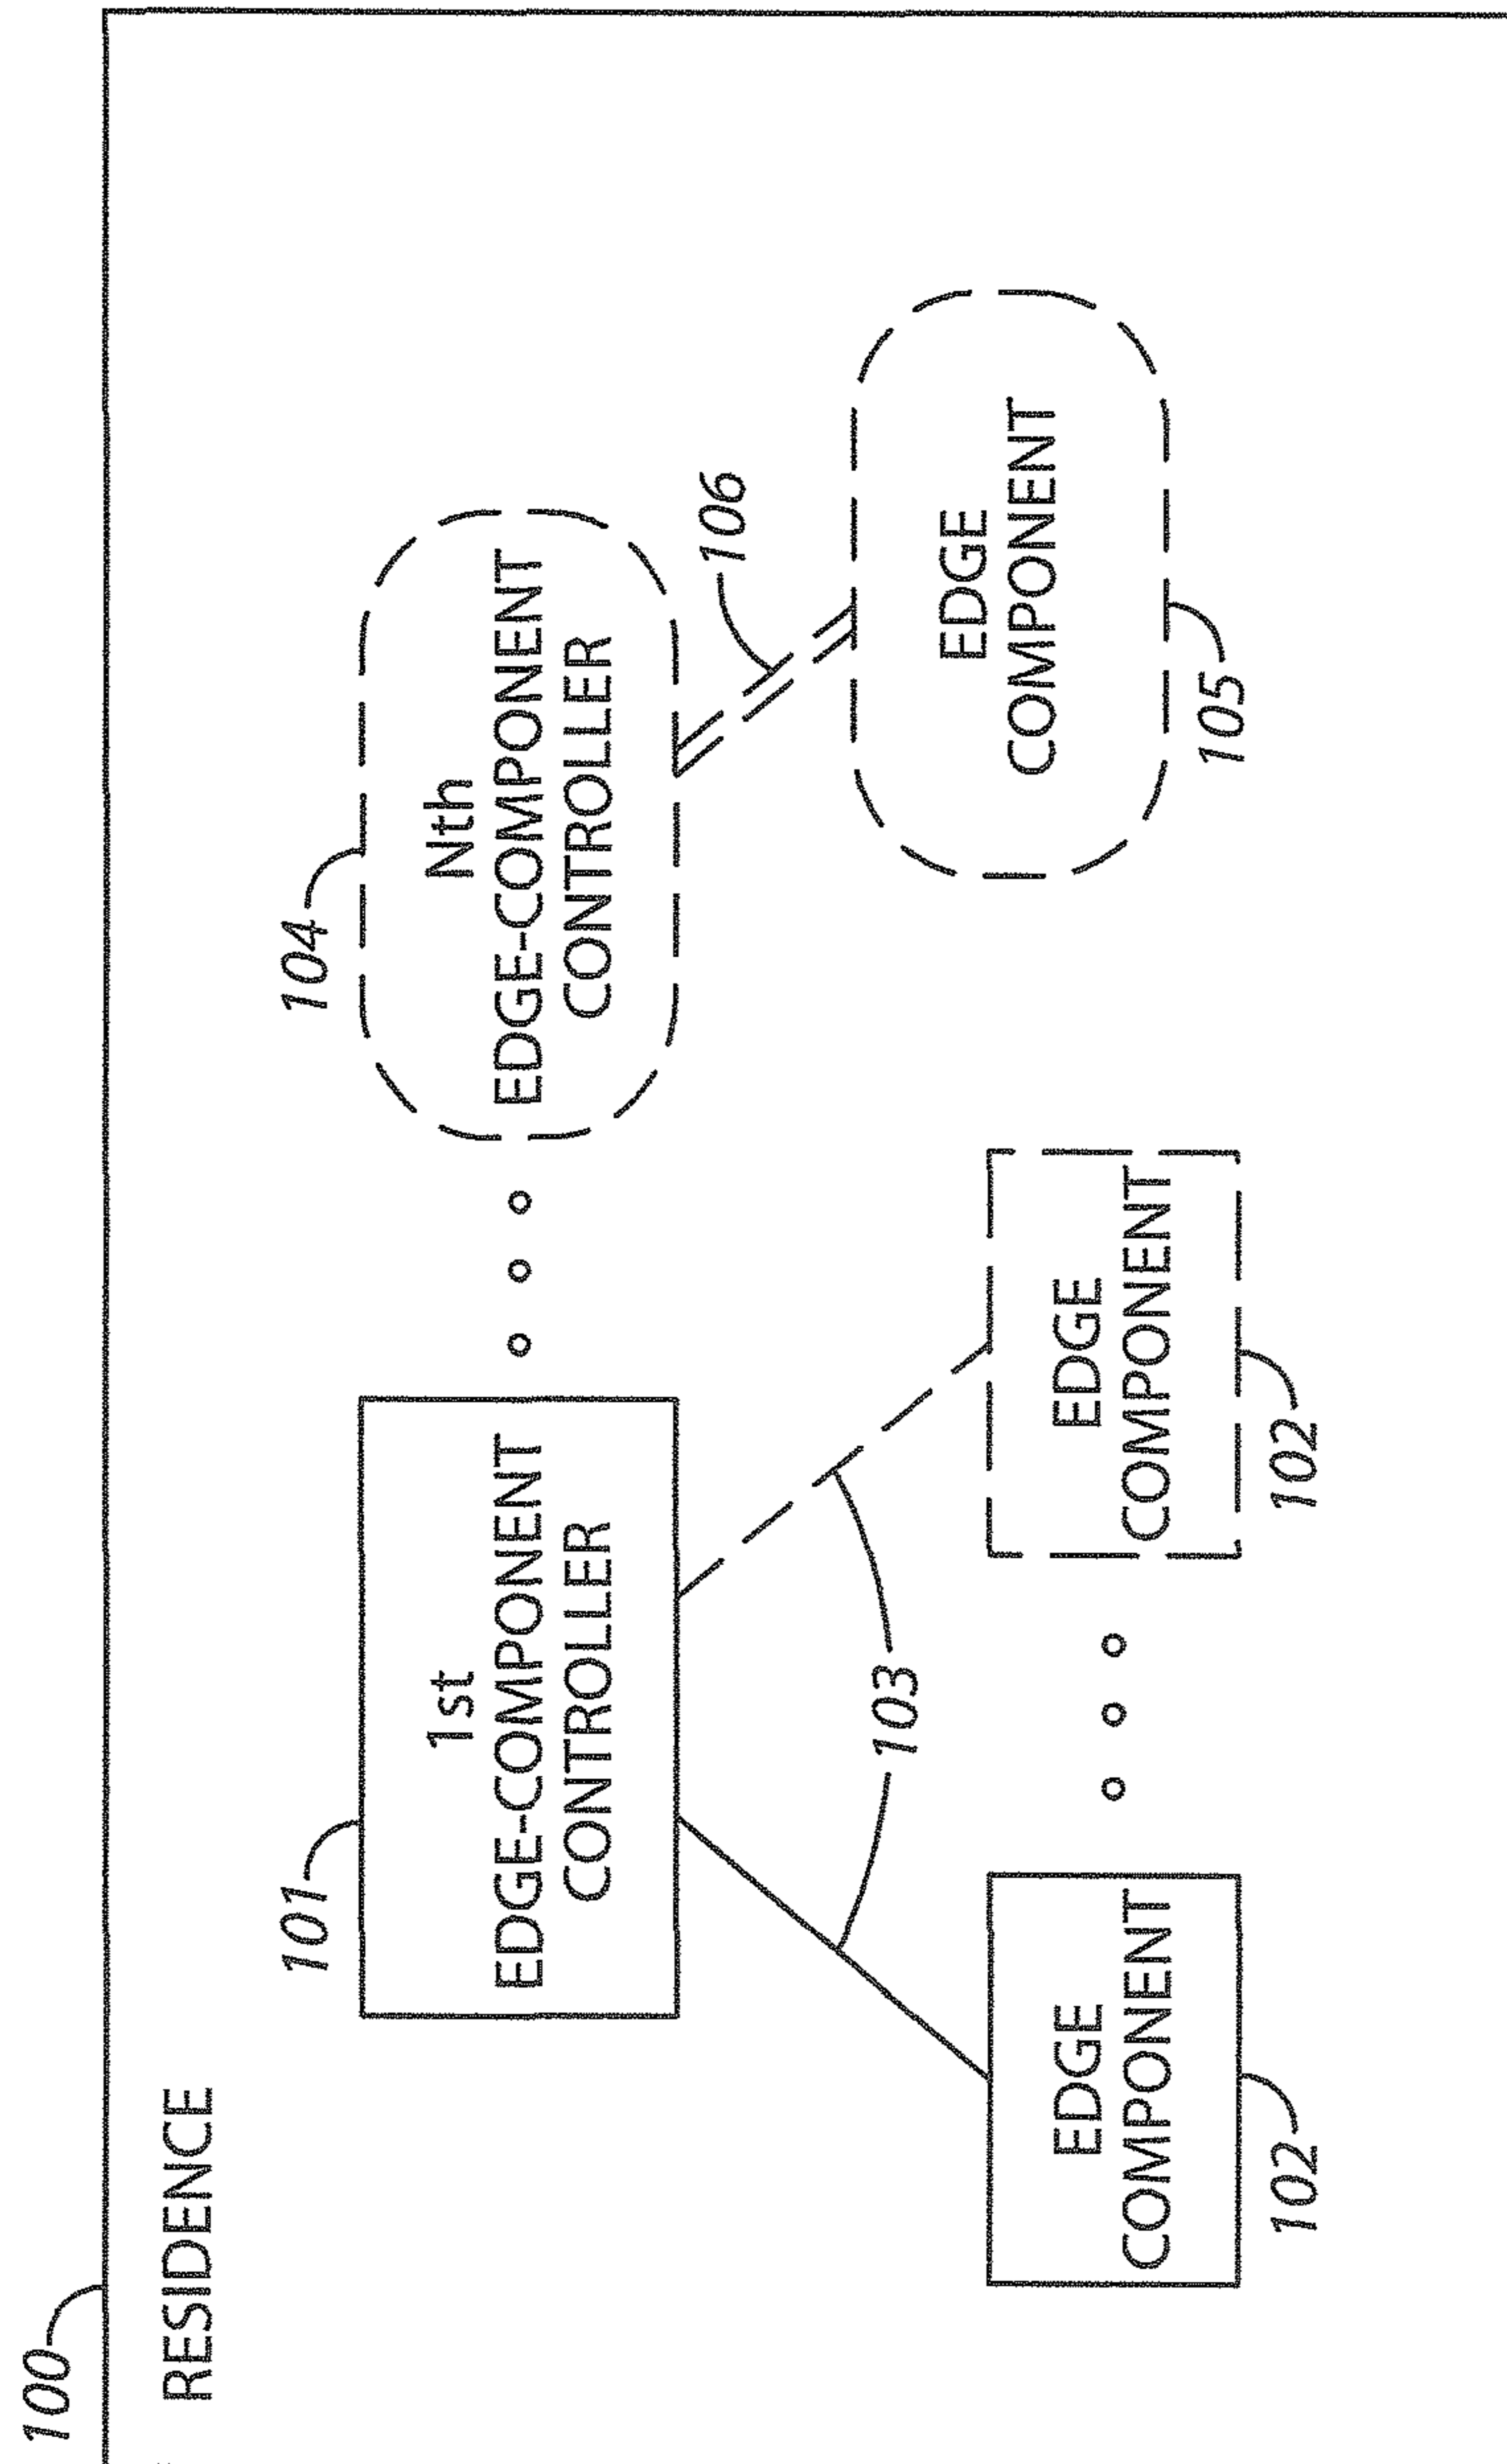 100
RESIDENCE
101
1st
EDGE-COMPONENT
CONTROLLER
104
Nth
EDGE-COMPONENT
CONTROLLER
103
106
EDGE
COMPONENT
102
EDGE
COMPONENT
102
EDGE
COMPONENT
105